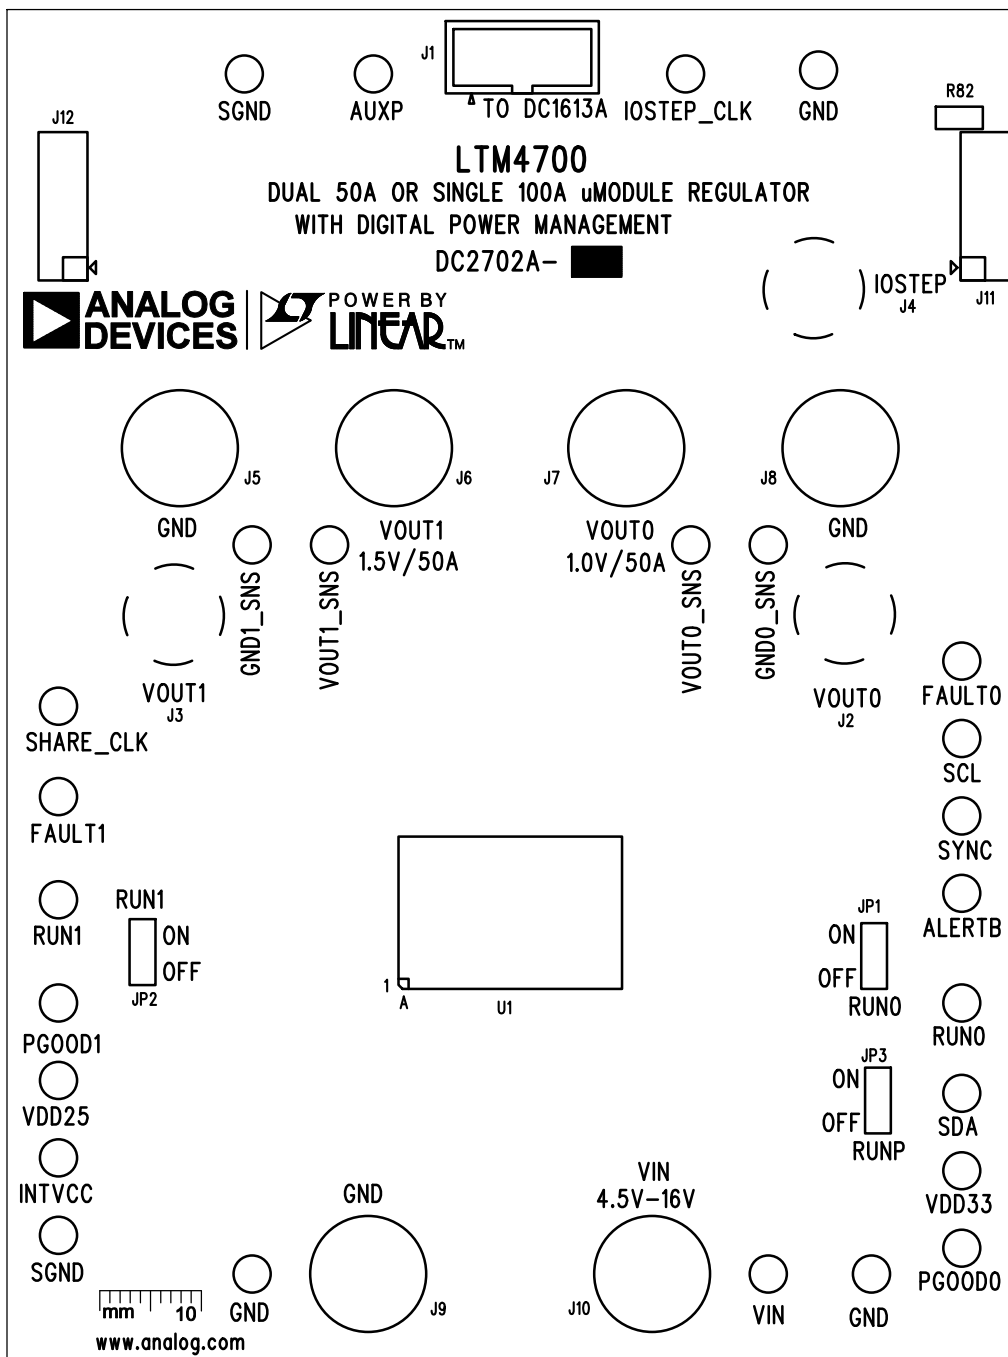 J1
SGND
AUXP
TO DC1613A
IOSTEP_CLK
GND
R82
J12
LTM4700
DUAL 50A OR SINGLE 100A uMODULE REGULATOR
WITH DIGITAL POWER MANAGEMENT
DC2702A-
IOSTEP
J4
J11
ANALOG
DEVICES
POWER BY
LINEAR TM
J5
J6
J7
J8
GND
VOUT1
1.5V/50A
VOUT0
1.0V/50A
GND
GND1_SNS
VOUT1_SNS
VOUT0_SNS
GND0_SNS
VOUT1
J3
VOUT0
J2
FAULT0
SHARE_CLK
SCL
FAULT1
SYNC
RUN1
RUN1
ON
OFF
JP2
JP1
ON
OFF
RUN0
ALERTB
1
A
U1
PGOOD1
RUN0
JP3
ON
OFF
RUNP
VDD25
SDA
INTVCC
GND
VIN
4.5V-16V
VDD33
SGND
PGOOD0
mm 10
GND
J9
J10
VIN
GND
www.analog.com